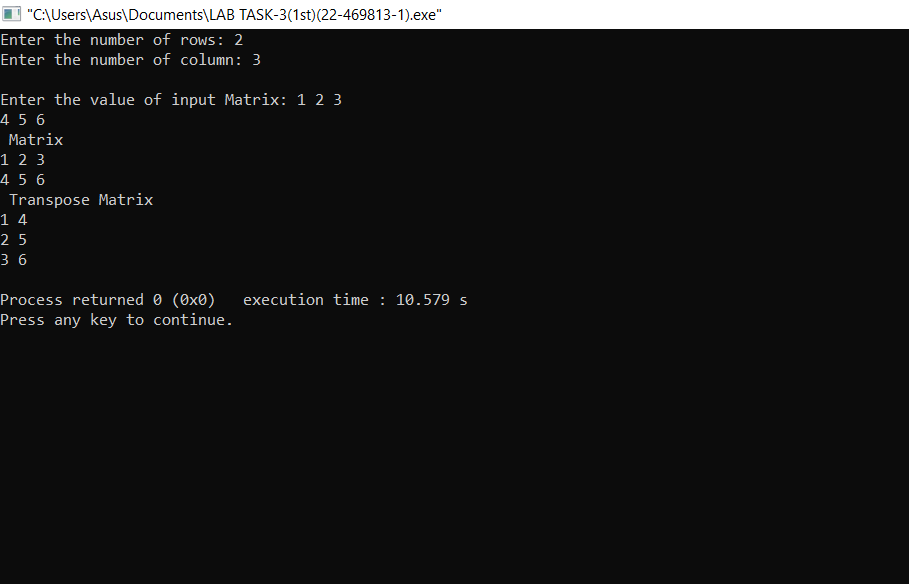 "C:\Users\Asus\Documents\LAB TASK-3(1st)(22-469813-1).exe"
Enter the number of rows: 2
Enter the number of column: 3
Enter the value of input Matrix: 1 2 3
4 5 6
Matrix
1 2 3
4 5 6
Transpose Matrix
1 4
2 5
3 6
Process returned 0 (0x0)   execution time : 10.579 s
Press any key to continue.